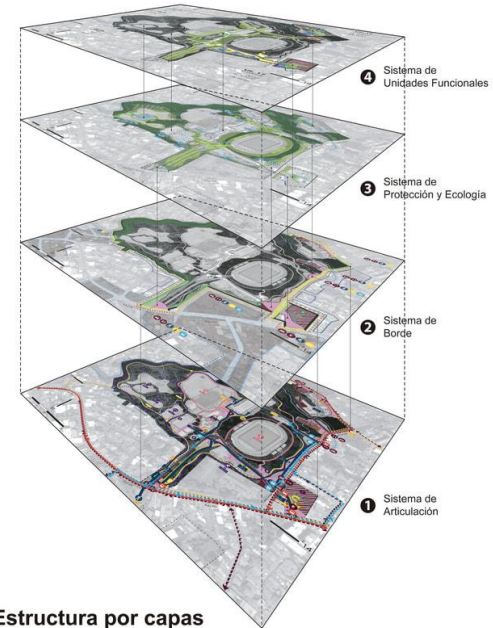 4 Sistema de
Unidades Funcionales
3 Sistema de
Protección y Ecología
2 Sistema de
Borde
1 Sistema de
Articulación
Estructura por capas